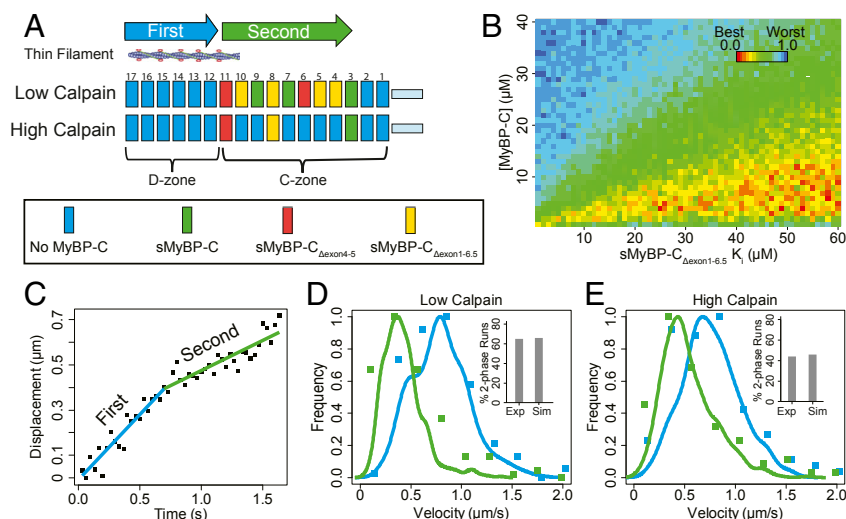 A
First
Second
Thin Filament
17 16 15 14 13 12 11 10 9 8 7 6 5 4 3 2 1
Low Calpain
High Calpain
D-zone
C-zone
No MyBP-C
sMyBP-C
sMyBP-CΔexon4-5
sMyBP-CΔexon1-6.5
B
Best
Worst
0.0
1.0
[MyBP-C] (µM)
40
30
20
10
0 10 20 30 40 50 60
sMyBP-CΔexon1-6.5 Ki (µM)
C
Displacement (µm)
0.7
0.5
0.3
0.1
0
First
Second
0.0 0.5 1.0 1.5
Time (s)
D
Low Calpain
Frequency
1.0
0.8
0.6
0.4
0.2
0.0
% 2-phase Runs
80
60
40
20
0
Exp Sim
0 0.5 1.0 1.5 2.0
Velocity (µm/s)
E
High Calpain
Frequency
1.0
0.8
0.6
0.4
0.2
0.0
% 2-phase Runs
80
60
40
20
0
Exp Sim
0 0.5 1.0 1.5 2.0
Velocity (µm/s)